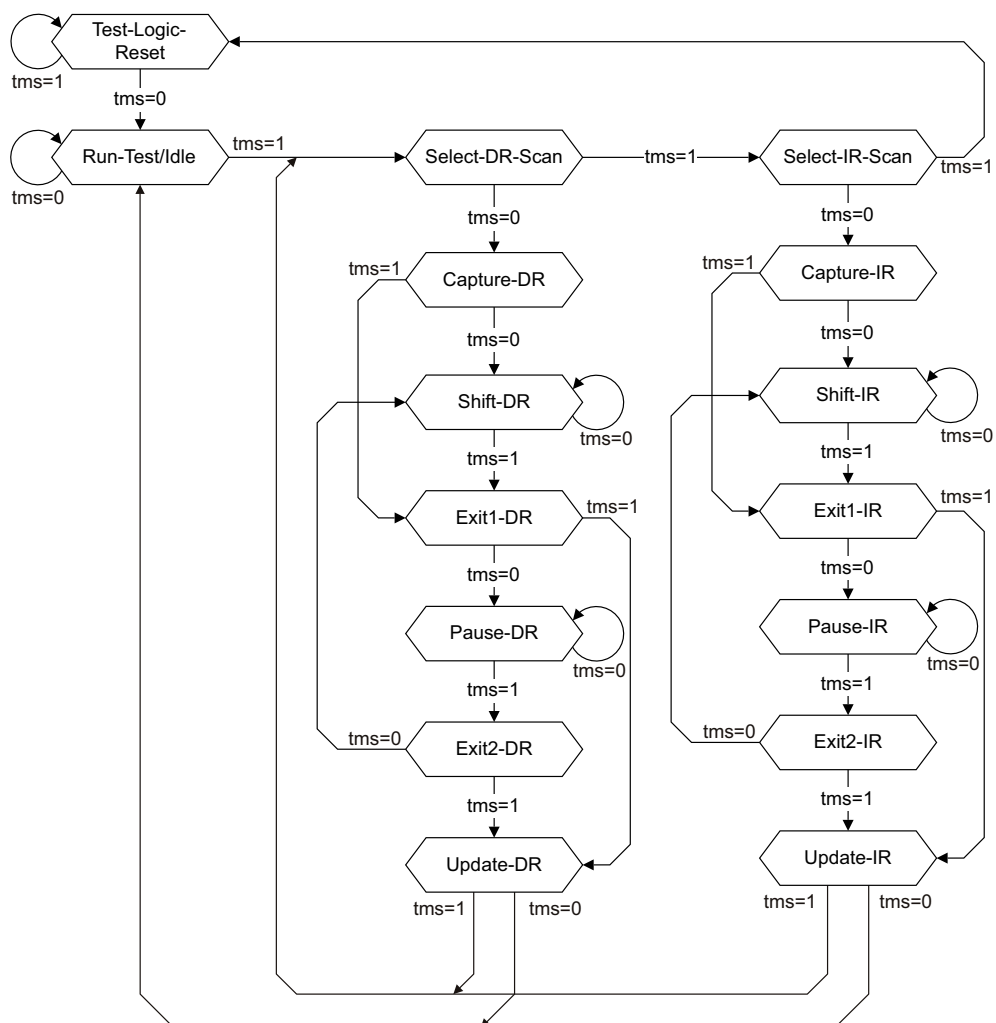 Test-Logic-
Reset
tms=1
tms=0
Run-Test/Idle
tms=0
tms=1
Select-DR-Scan
tms=1
Select-IR-Scan
tms=1
tms=0
tms=0
tms=1
Capture-DR
tms=1
Capture-IR
tms=0
tms=0
Shift-DR
tms=0
Shift-IR
tms=0
tms=1
tms=1
Exit1-DR
tms=1
Exit1-IR
tms=1
tms=0
tms=0
Pause-DR
tms=0
Pause-IR
tms=0
tms=1
tms=1
tms=0
Exit2-DR
tms=0
Exit2-IR
tms=1
tms=1
Update-DR
Update-IR
tms=1
tms=0
tms=1
tms=0